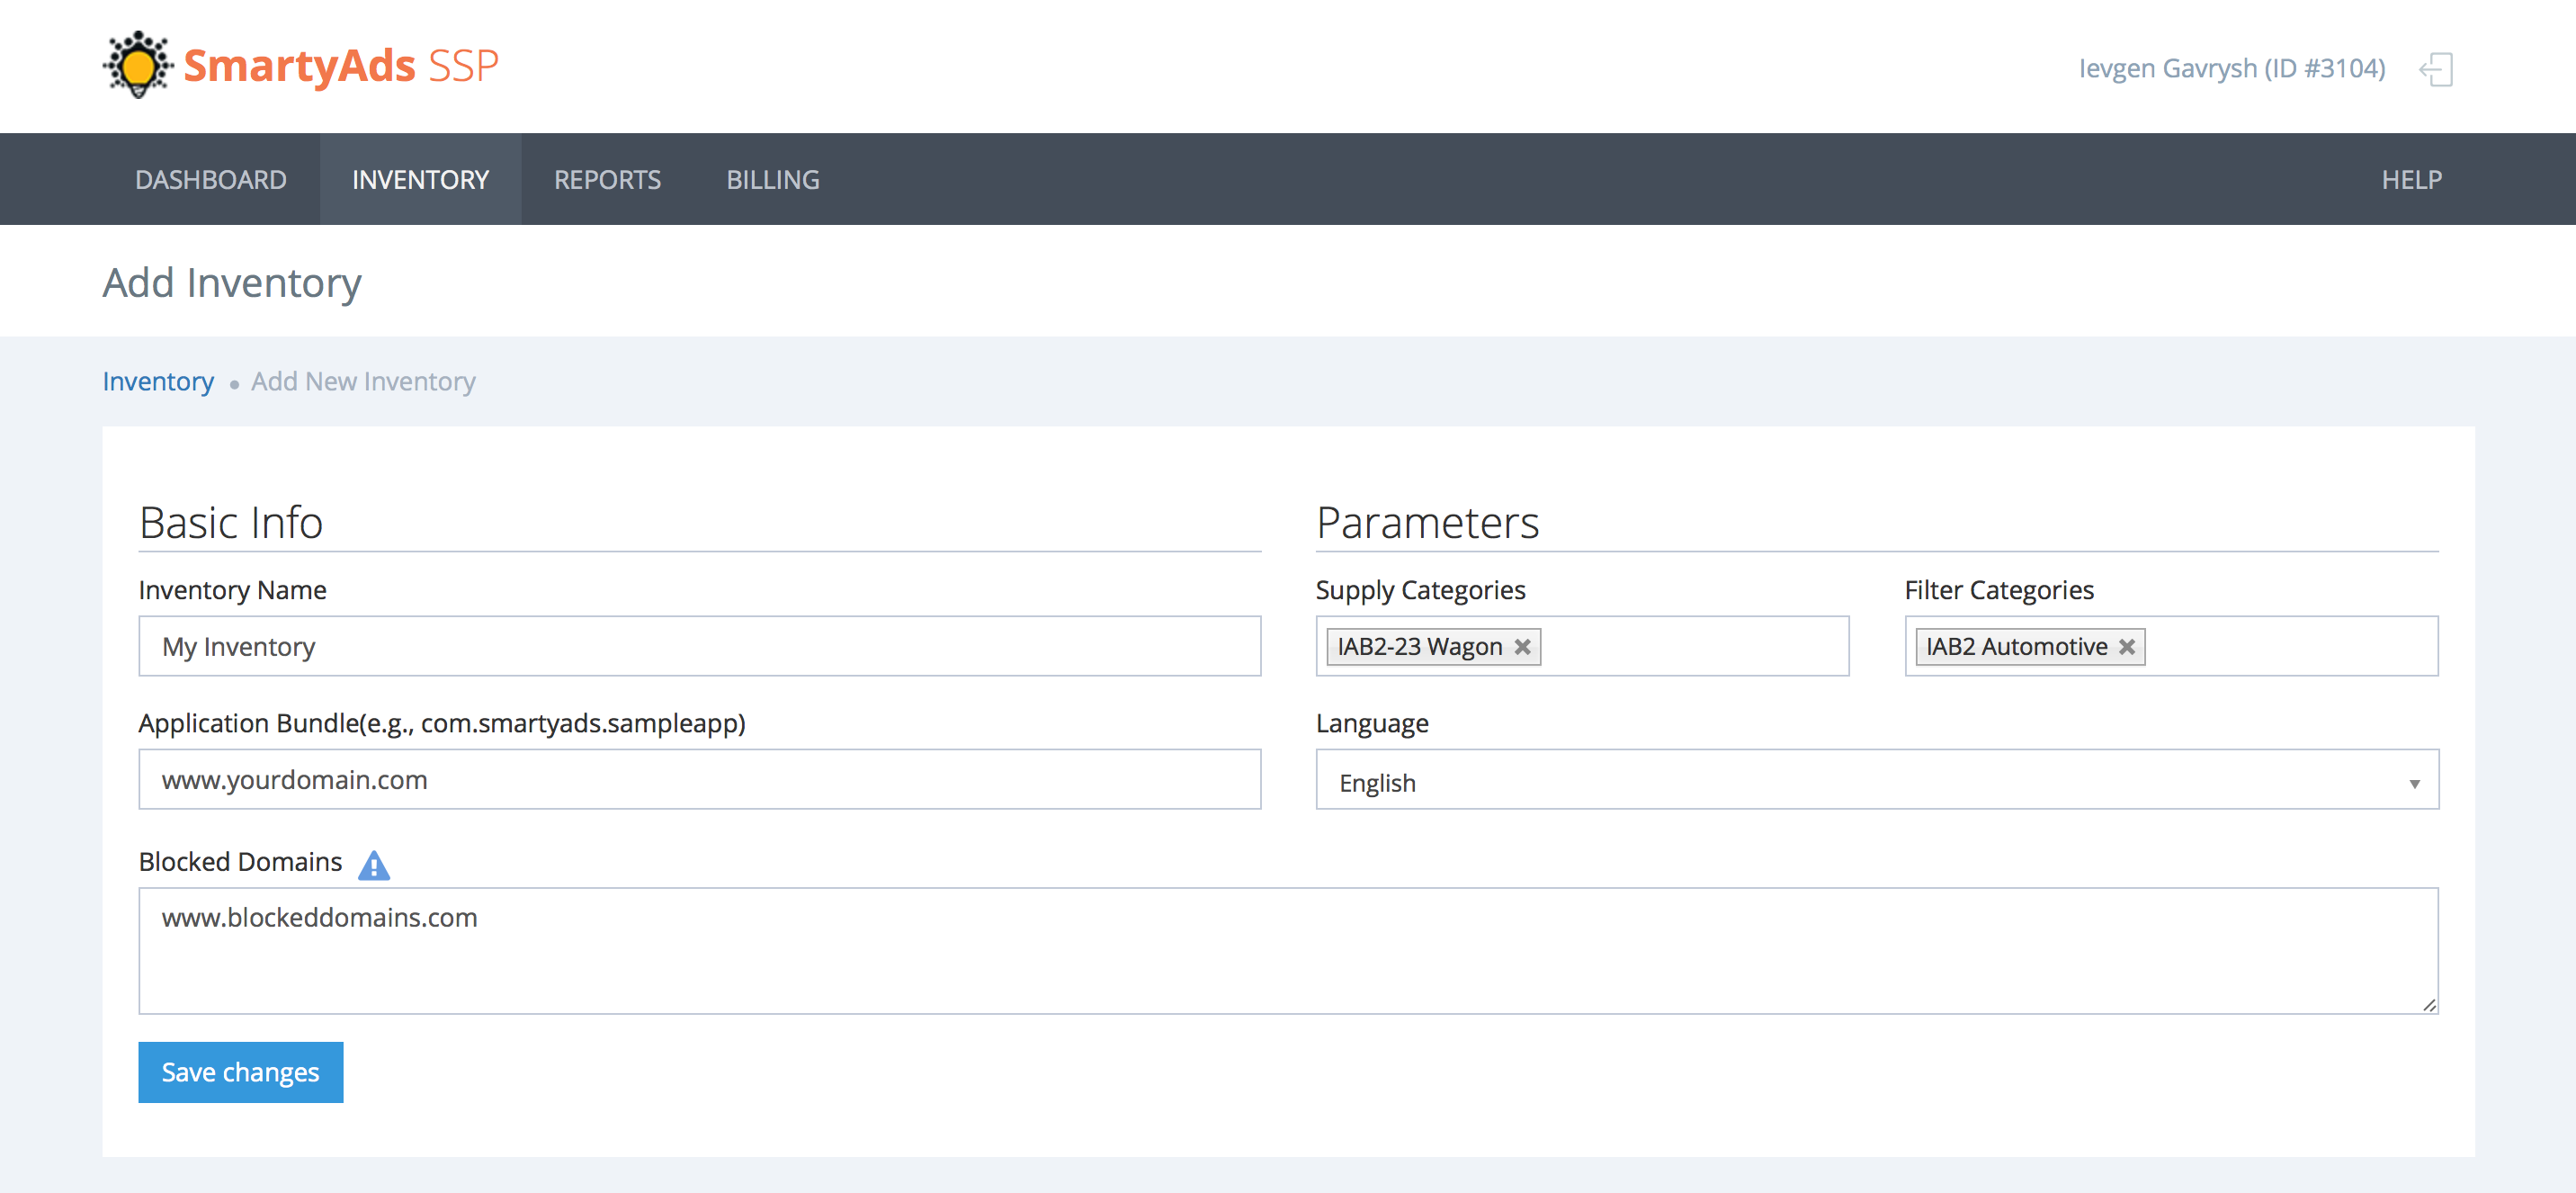 SmartyAds SSP
Ievgen Gavrysh (ID #3104)
DASHBOARD INVENTORY REPORTS BILLING HELP
Add Inventory
Inventory • Add New Inventory
Basic Info
Inventory Name
My Inventory
Application Bundle(e.g., com.smartyads.sampleapp)
www.yourdomain.com
Parameters
Supply Categories
IAB2-23 Wagon
Filter Categories
IAB2 Automotive
Language
English
Blocked Domains
www.blockeddomains.com
Save changes